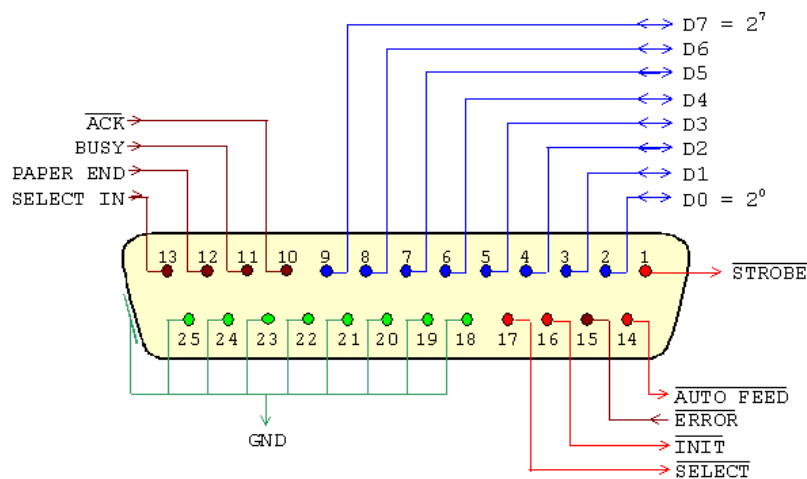 D7 = 2⁷
D6
D5
D4
D3
D2
D1
D0 = 2⁰
ACK
BUSY
PAPER END
SELECT IN
13 12 11 10 9 8 7 6 5 4 3 2 1
STROBE
25 24 23 22 21 20 19 18 17 16 15 14
AUTO FEED
ERROR
INIT
SELECT
GND